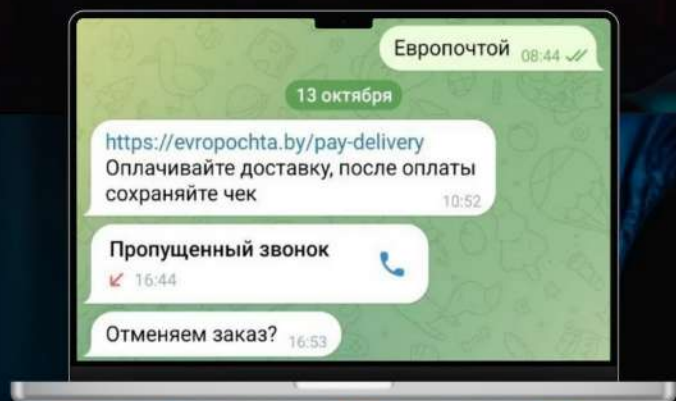 Европочтой 08:44
13 октября
https://evropochta.by/pay-delivery
Оплачивайте доставку, после оплаты
сохраняйте чек
10:52
Пропущенный звонок
16:44
Отменяем заказ? 16:53